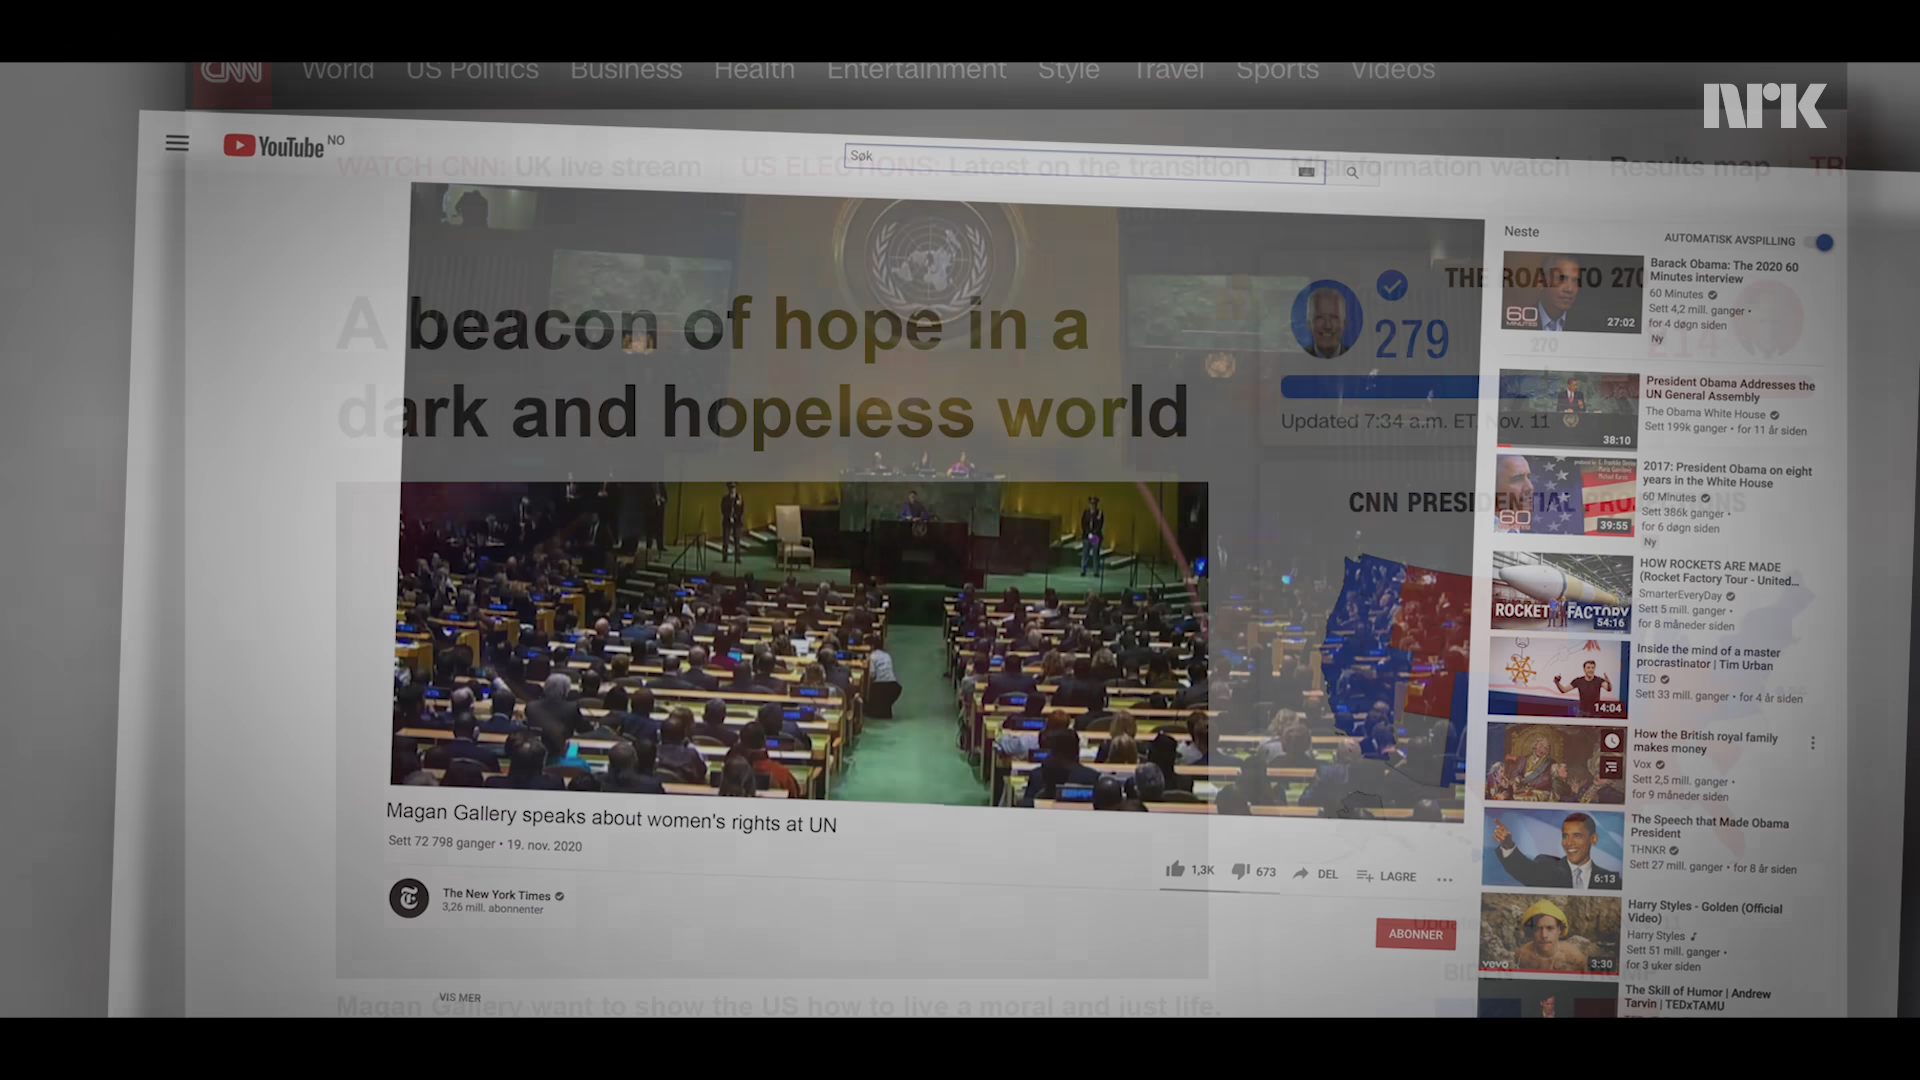 CNN World US Politics Business Health Entertainment Style Travel Sports Videos
NRK
YouTube NO
Søk
WATCH CNN: UK live stream US ELECTIONS: Latest on the transition Misinformation watch Results map
A beacon of hope in a
dark and hopeless world
THE ROAD TO 270
279
270
214
Updated 7:34 a.m. ET, Nov. 11
CNN PRESIDENTIAL PROJECTIONS
Magan Gallery speaks about women's rights at UN
Sett 72 798 ganger • 19. nov. 2020
1,3K 673 DEL LAGRE
The New York Times
3,26 mill. abonnenter
ABONNER
VIS MER
Magan Gallery want to show the US how to live a moral and just life.
Neste
AUTOMATISK AVSPILLING
Barack Obama: The 2020 60
Minutes interview
60 Minutes
Sett 4,2 mill. ganger •
for 4 døgn siden
Ny
60
MINUTES
27:02
President Obama Addresses the
UN General Assembly
The Obama White House
Sett 199k ganger • for 11 år siden
38:10
2017: President Obama on eight
years in the White House
60 Minutes
Sett 386k ganger •
for 6 døgn siden
Ny
60
39:55
HOW ROCKETS ARE MADE
(Rocket Factory Tour - United...
SmarterEveryDay
Sett 5 mill. ganger •
for 8 måneder siden
ROCKET FACTORY
54:16
Inside the mind of a master
procrastinator | Tim Urban
TED
Sett 33 mill. ganger • for 4 år siden
14:04
How the British royal family
makes money
Vox
Sett 2,5 mill. ganger •
for 9 måneder siden
The Speech that Made Obama
President
THNKR
Sett 27 mill. ganger • for 8 år siden
6:13
Harry Styles - Golden (Official
Video)
Harry Styles
Sett 51 mill. ganger •
for 3 uker siden
vevo
3:30
The Skill of Humor | Andrew
Tarvin | TEDxTAMU